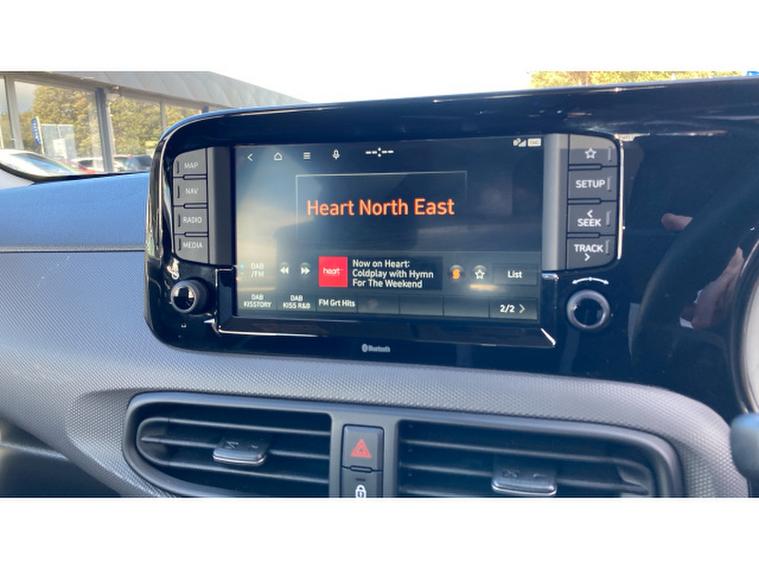 MAP
NAV
RADIO
MEDIA
--:--
Heart North East
DAB
/FM
heart
Now on Heart:
Coldplay with Hymn
For The Weekend
List
DAB
KISSTORY
DAB
KISS R&B
FM Grt Hits
2/2 >
SETUP
<
SEEK
TRACK
>
Bluetooth